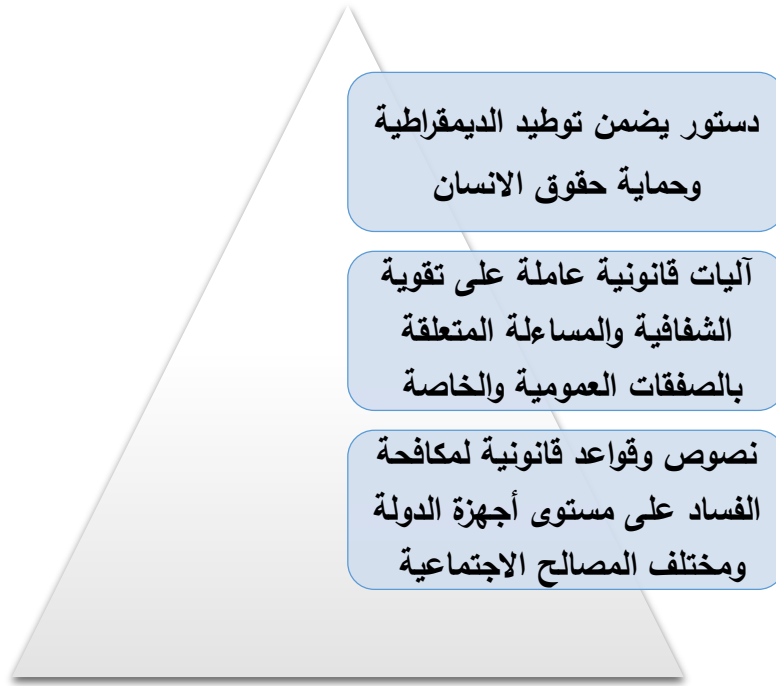 دستور يضمن توطيد الديمقراطية
وحماية حقوق الانسان
آليات قانونية عاملة على تقوية
الشفافية والمساءلة المتعلقة
بالصفقات العمومية والخاصة
نصوص وقواعد قانونية لمكافحة
الفساد على مستوى أجهزة الدولة
ومختلف المصالح الاجتماعية